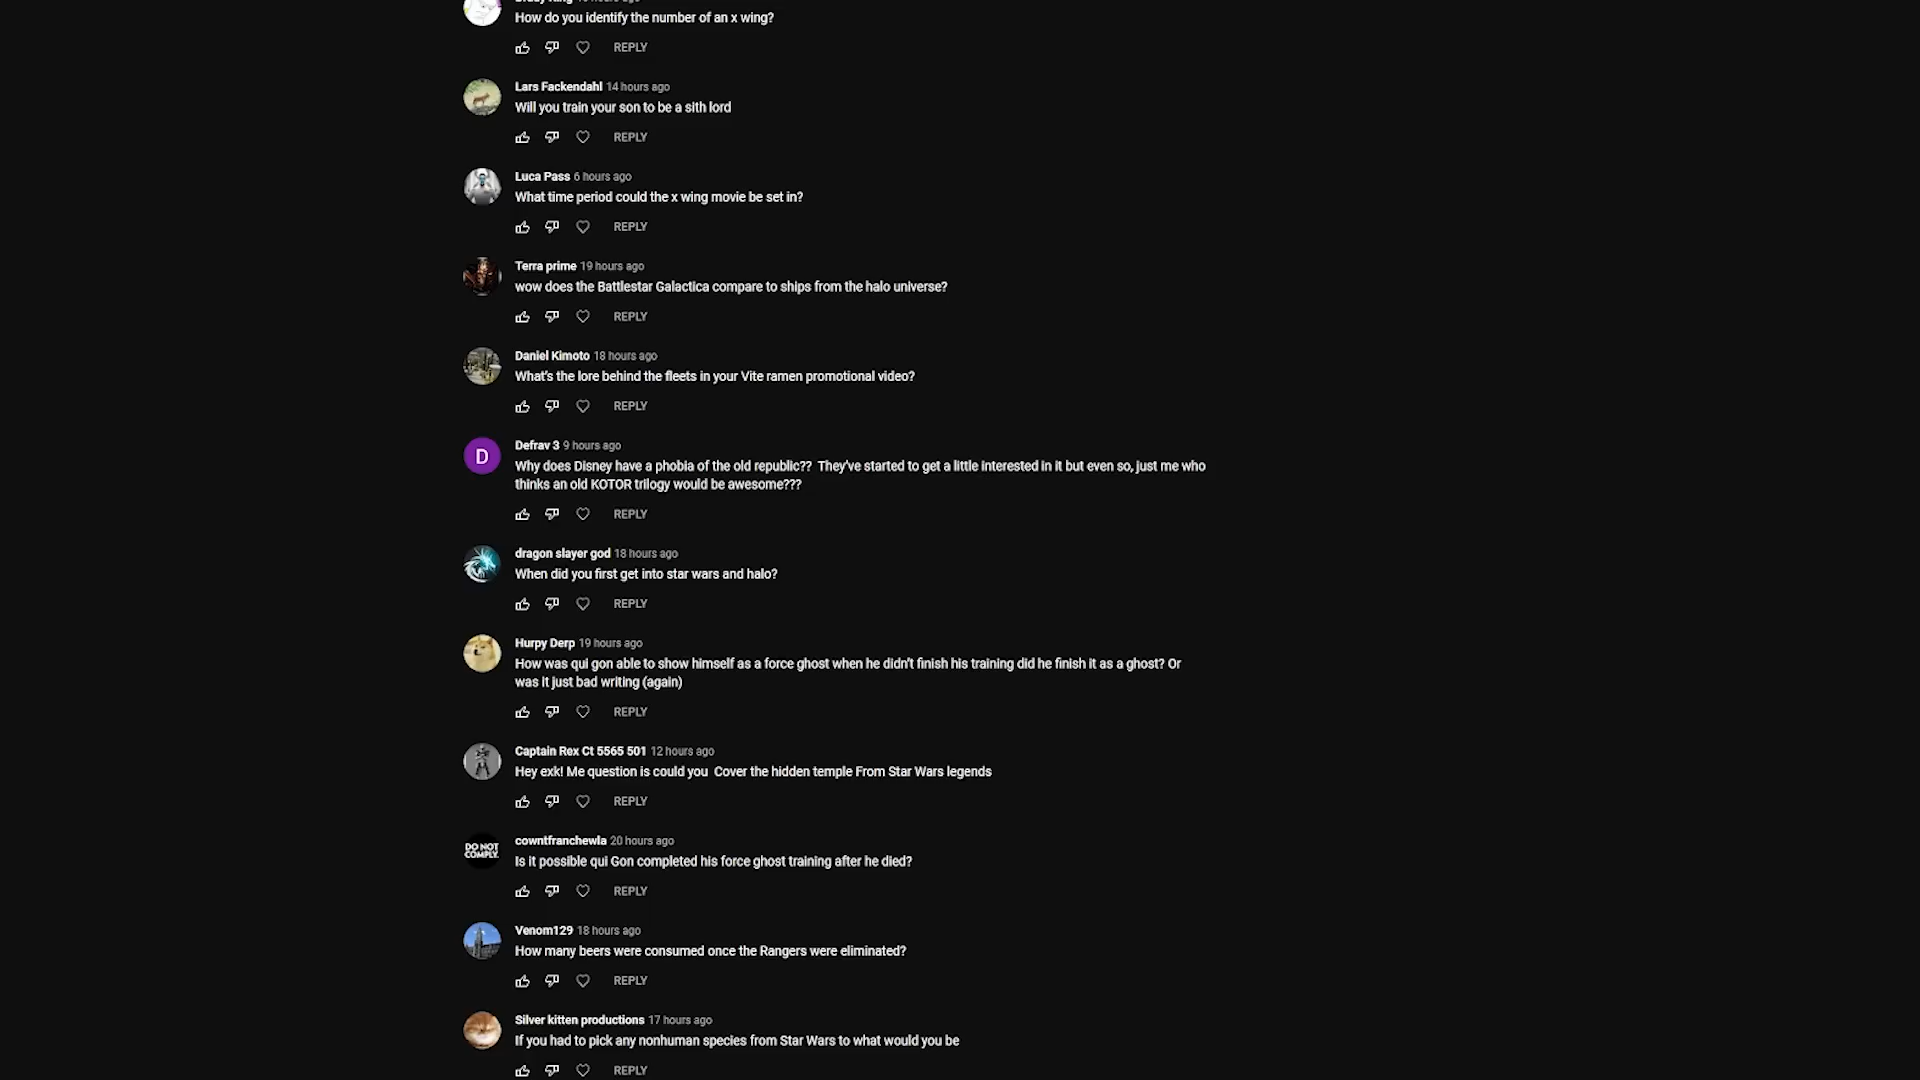 How do you identify the number of an x wing?
REPLY
Lars Fackendahl 14 hours ago
Will you train your son to be a sith lord
REPLY
Luca Pass 6 hours ago
What time period could the x wing movie be set in?
REPLY
Terra prime 19 hours ago
wow does the Battlestar Galactica compare to ships from the halo universe?
REPLY
Daniel Kimoto 18 hours ago
What's the lore behind the fleets in your Vite ramen promotional video?
REPLY
D
Defrav 3 9 hours ago
Why does Disney have a phobia of the old republic?? They've started to get a little interested in it but even so, just me who
thinks an old KOTOR trilogy would be awesome???
REPLY
dragon slayer god 18 hours ago
When did you first get into star wars and halo?
REPLY
Hurpy Derp 19 hours ago
How was qui gon able to show himself as a force ghost when he didn't finish his training did he finish it as a ghost? Or
was it just bad writing (again)
REPLY
Captain Rex Ct 5565 501 12 hours ago
Hey exk! Me question is could you Cover the hidden temple From Star Wars legends
REPLY
DO NOT
COMPLY.
cowntfranchewla 20 hours ago
Is it possible qui Gon completed his force ghost training after he died?
REPLY
Venom129 18 hours ago
How many beers were consumed once the Rangers were eliminated?
REPLY
Silver kitten productions 17 hours ago
If you had to pick any nonhuman species from Star Wars to what would you be
REPLY